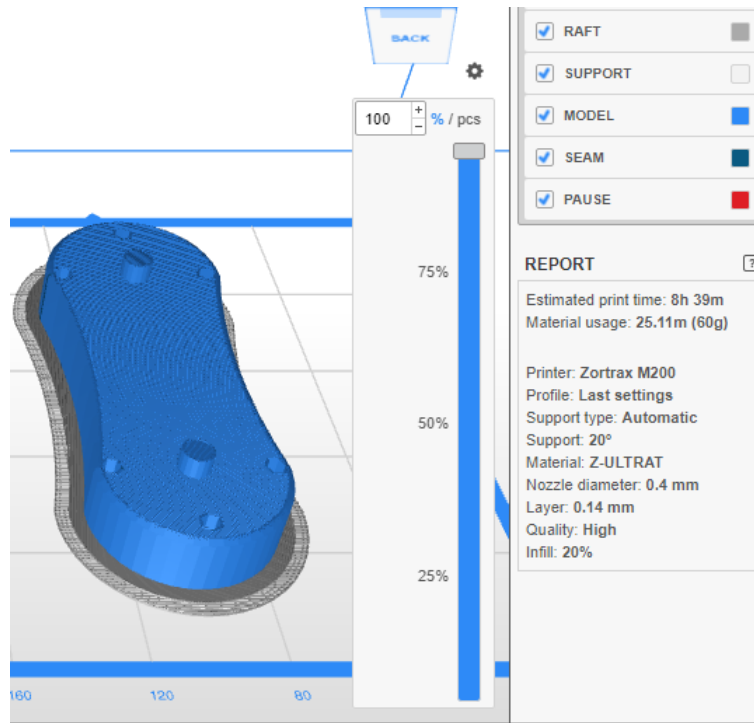 BACK
100 + - % / pcs
75%
50%
25%
160 120 80
RAFT
SUPPORT
MODEL
SEAM
PAUSE
REPORT ?
Estimated print time: 8h 39m
Material usage: 25.11m (60g)
Printer: Zortrax M200
Profile: Last settings
Support type: Automatic
Support: 20°
Material: Z-ULTRAT
Nozzle diameter: 0.4 mm
Layer: 0.14 mm
Quality: High
Infill: 20%